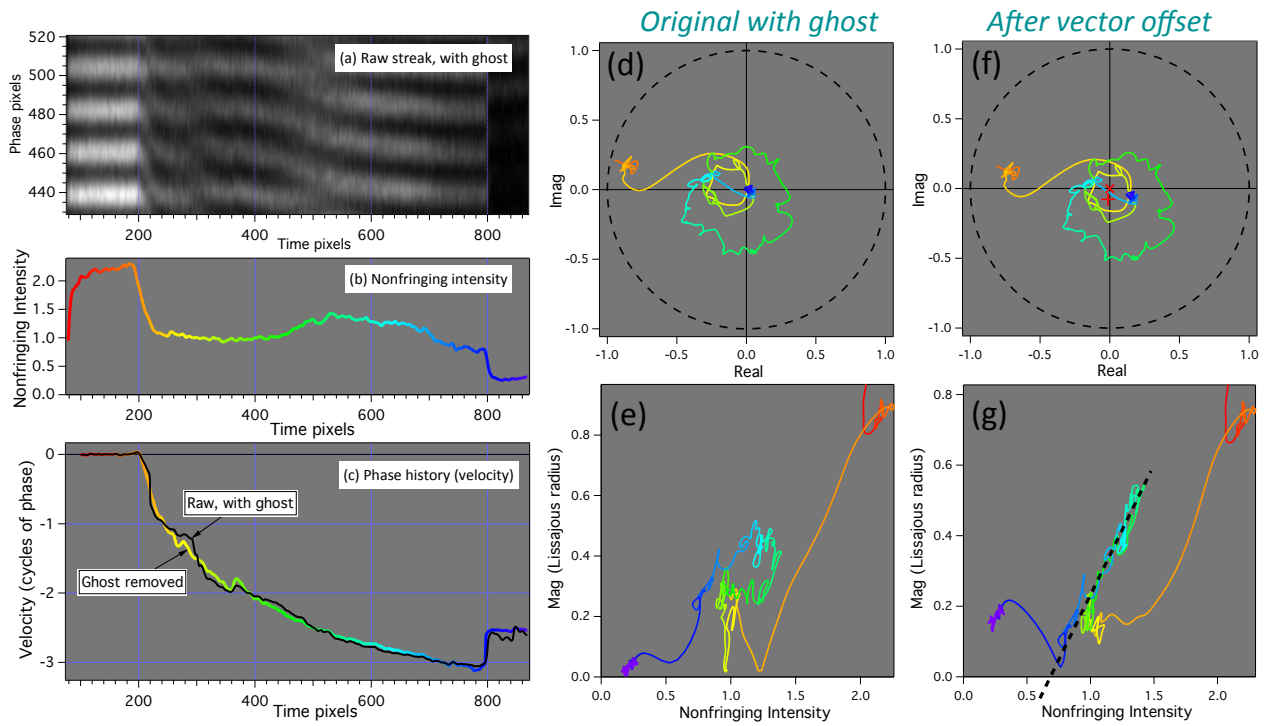 Original with ghost
After vector offset
(a) Raw streak, with ghost
Phase pixels
520
500
480
460
440
200
400
600
800
Time pixels
(b) Nonfringing intensity
Nonfringing Intensity
2.0
1.5
1.0
0.5
0.0
200
400
600
800
Time pixels
(c) Phase history (velocity)
Velocity (cycles of phase)
0
-1
-2
-3
Raw, with ghost
Ghost removed
200
400
600
800
Time pixels
(d)
Imag
1.0
0.5
0.0
-0.5
-1.0
-1.0
-0.5
0.0
0.5
1.0
Real
(f)
Imag
1.0
0.5
0.0
-0.5
-1.0
-1.0
-0.5
0.0
0.5
1.0
Real
(e)
Mag (Lissajous radius)
0.8
0.6
0.4
0.2
0.0
0.0
0.5
1.0
1.5
2.0
Nonfringing Intensity
(g)
Mag (Lissajous radius)
0.8
0.6
0.4
0.2
0.0
0.0
0.5
1.0
1.5
2.0
Nonfringing Intensity